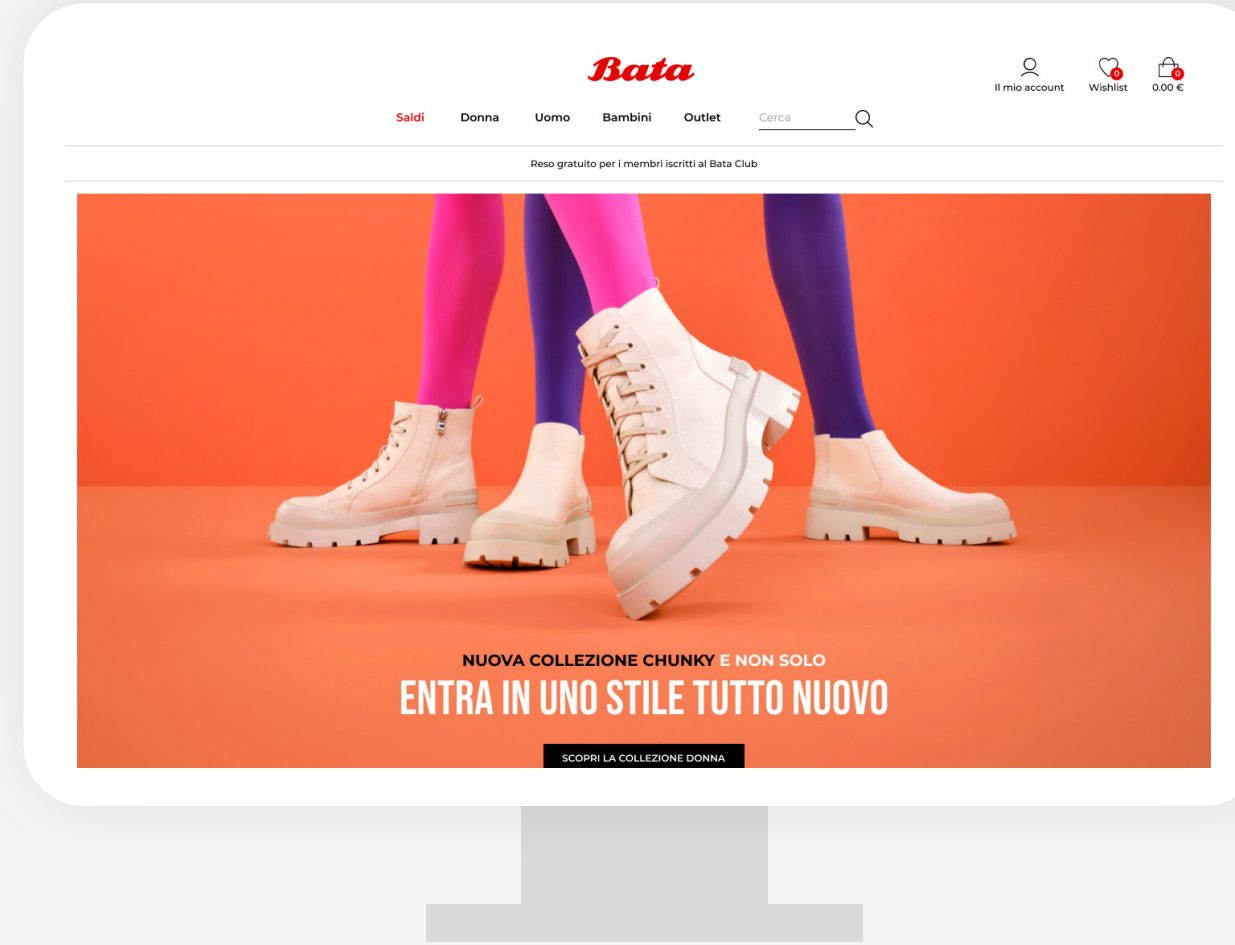 Bata
Il mio account
0
Wishlist
0
0.00 €
Saldi Donna Uomo Bambini Outlet Cerca
Reso gratuito per i membri iscritti al Bata Club
NUOVA COLLEZIONE CHUNKY E NON SOLO
ENTRA IN UNO STILE TUTTO NUOVO
SCOPRI LA COLLEZIONE DONNA